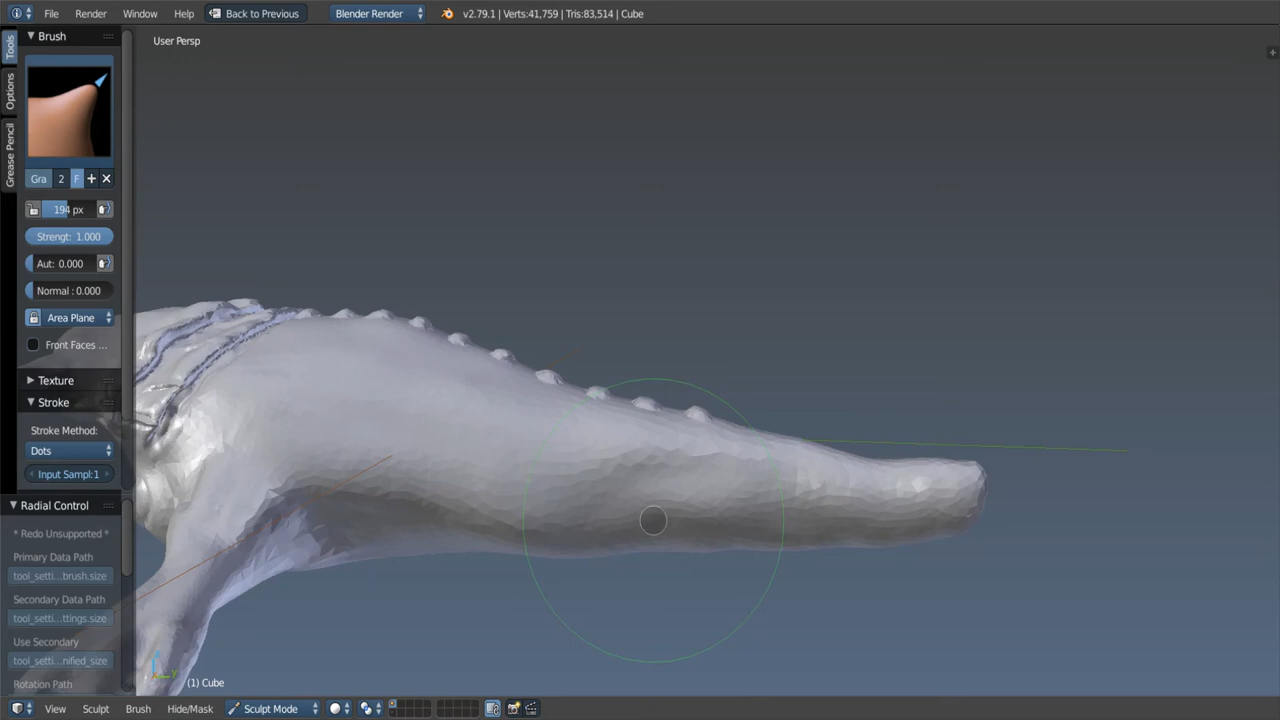 File Render Window Help Back to Previous Blender Render v2.79.1 | Verts:41,759 | Tris:83,514 | Cube
Tools
Options
Grease Pencil
Brush
User Persp
Gra 2 F
194 px
Strengt: 1.000
Aut: 0.000
Normal : 0.000
Area Plane
Front Faces ...
Texture
Stroke
Stroke Method:
Dots
Input Sampl:1
Radial Control
* Redo Unsupported *
Primary Data Path
tool_setti...brush.size
Secondary Data Path
tool_setti...ttings.size
Use Secondary
tool_setti...nified_size
Rotation Path
(1) Cube
View Sculpt Brush Hide/Mask Sculpt Mode